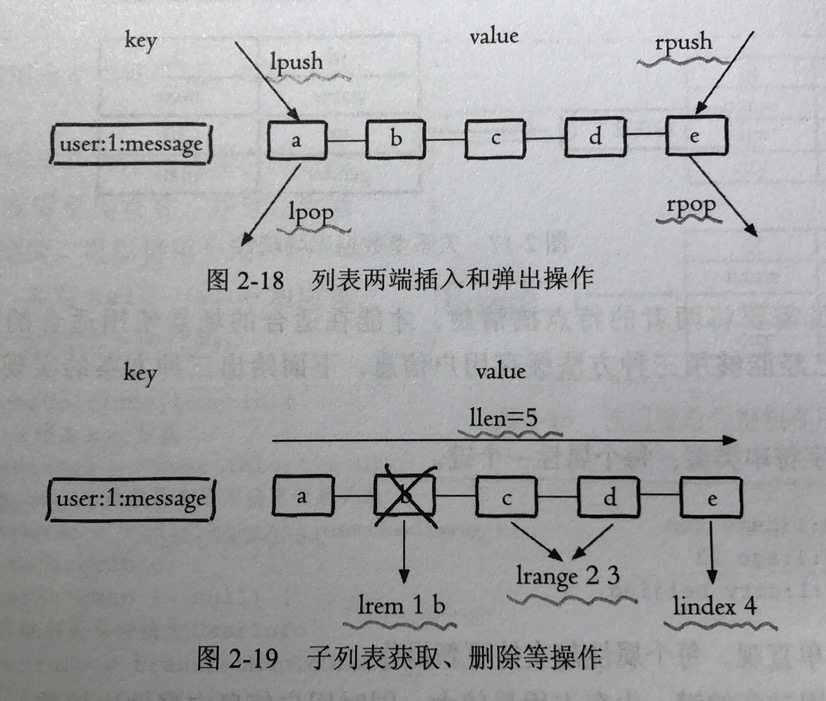 key value
lpush rpush
user:1:message a b c d e
lpop rpop
图 2-18 列表两端插入和弹出操作
key value
llen=5
user:1:message a b c d e
lrange 2 3
lrem 1 b lindex 4
图 2-19 子列表获取、删除等操作